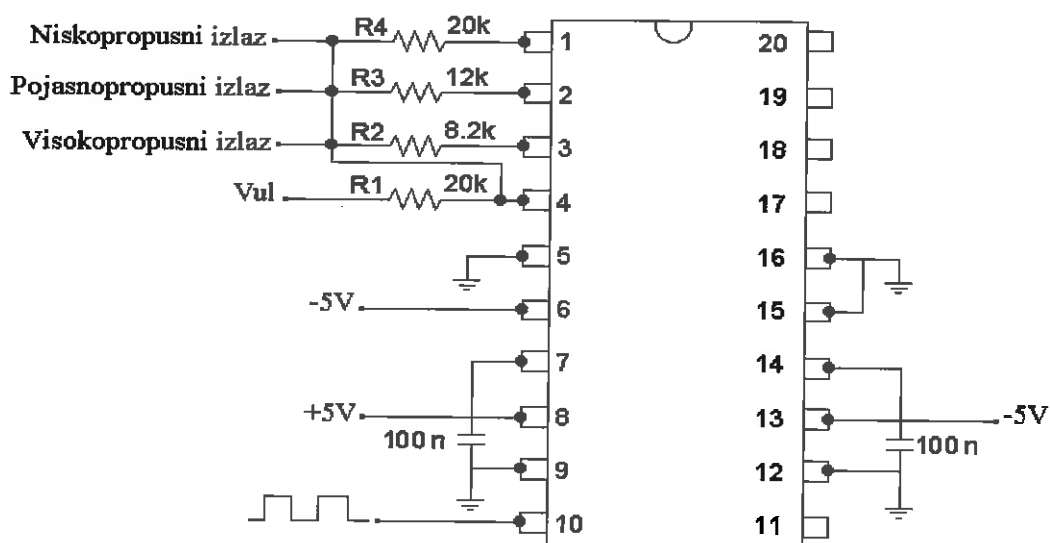 Niskopropusni izlaz R4 20k 1 20
Pojasnopropusni izlaz R3 12k 2 19
Visokopropusni izlaz R2 8.2k 3 18
Vul R1 20k 4 17
5 16
-5V 6 15
7 14
+5V 8 13 -5V
100 n 9 12 100 n
10 11